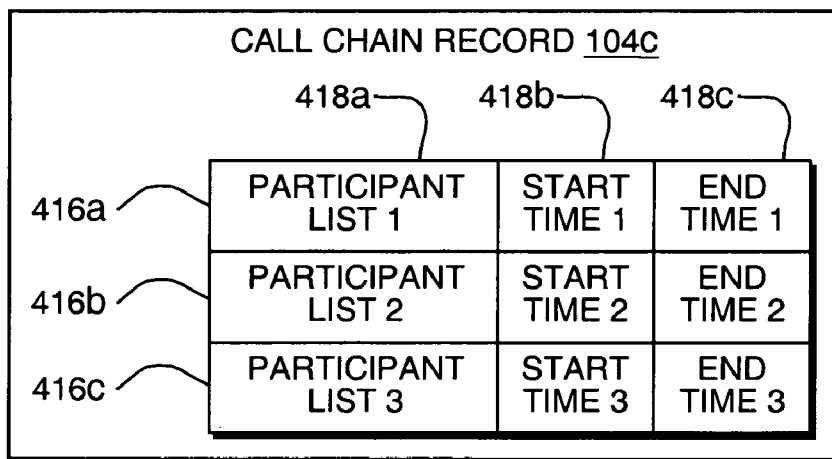 CALL CHAIN RECORD 104c
418a 418b 418c
416a
PARTICIPANT LIST 1
START TIME 1
END TIME 1
416b
PARTICIPANT LIST 2
START TIME 2
END TIME 2
416c
PARTICIPANT LIST 3
START TIME 3
END TIME 3